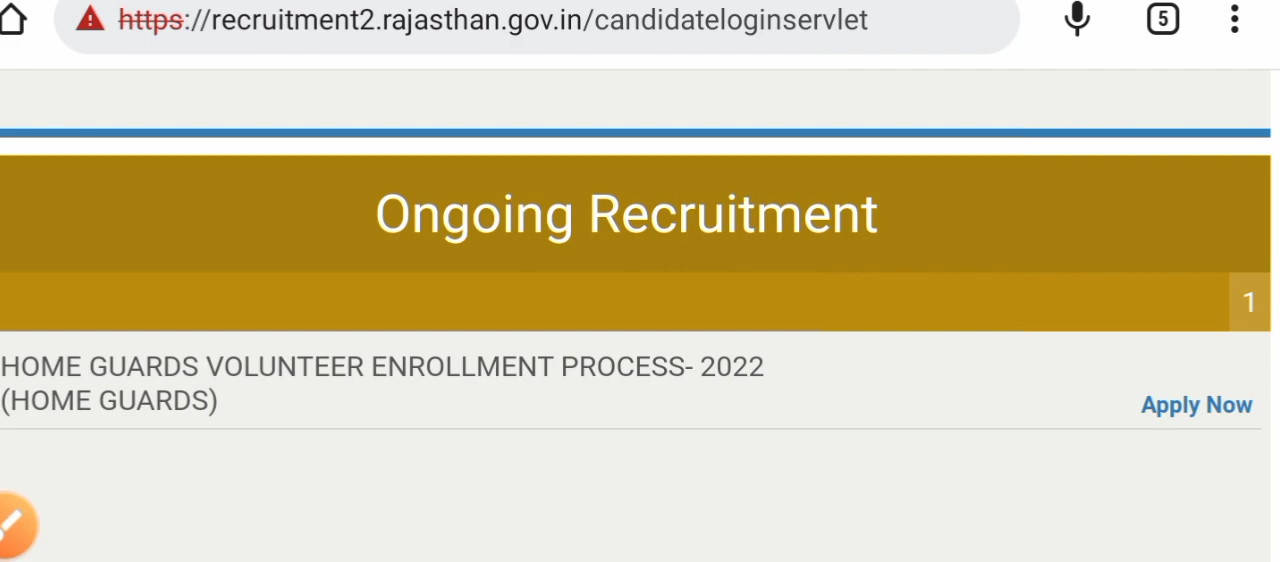 https://recruitment2.rajasthan.gov.in/candidateloginservlet
5
Ongoing Recruitment
1
HOME GUARDS VOLUNTEER ENROLLMENT PROCESS- 2022
(HOME GUARDS)
Apply Now